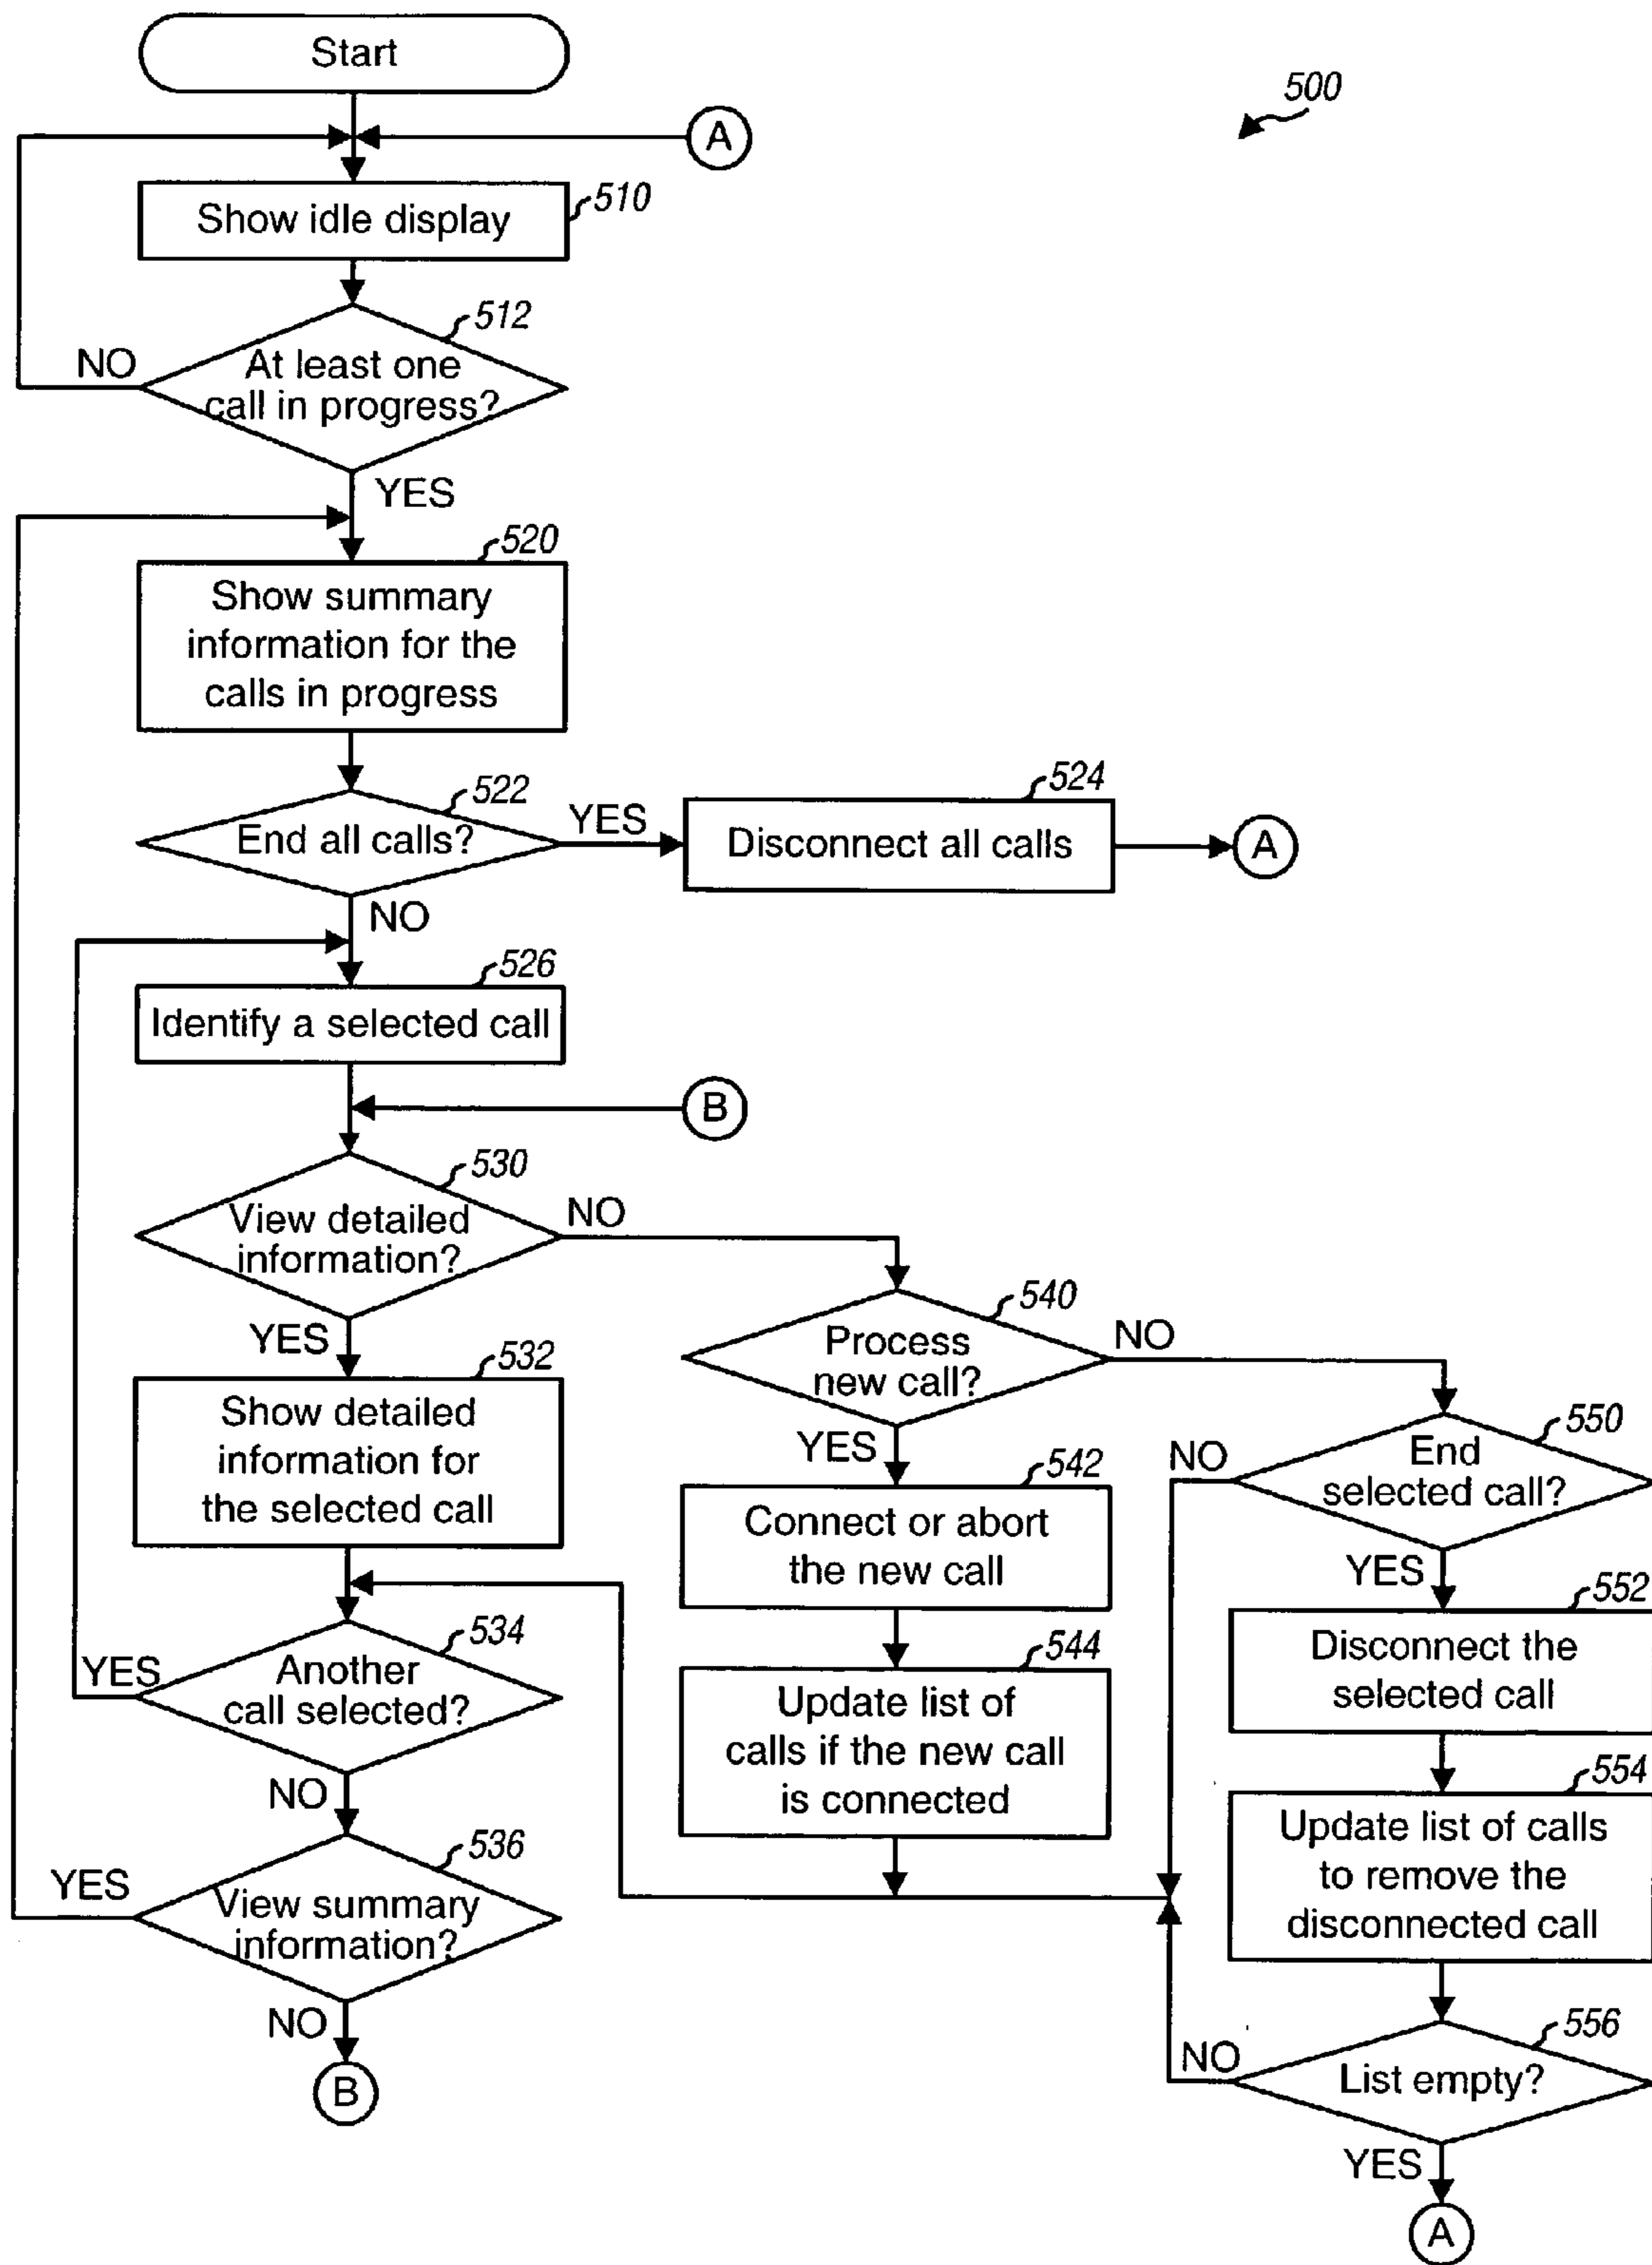 Start
500
A
Show idle display
510
512
At least one
call in progress?
NO
YES
520
Show summary
information for the
calls in progress
522
End all calls?
YES
524
Disconnect all calls
A
NO
526
Identify a selected call
B
530
View detailed
information?
NO
YES
540
Process
new call?
NO
YES
532
Show detailed
information for
the selected call
550
End
selected call?
NO
YES
542
Connect or abort
the new call
552
Disconnect the
selected call
534
Another
call selected?
YES
NO
544
Update list of
calls if the new call
is connected
554
Update list of calls
to remove the
disconnected call
536
View summary
information?
YES
NO
B
556
List empty?
NO
YES
A